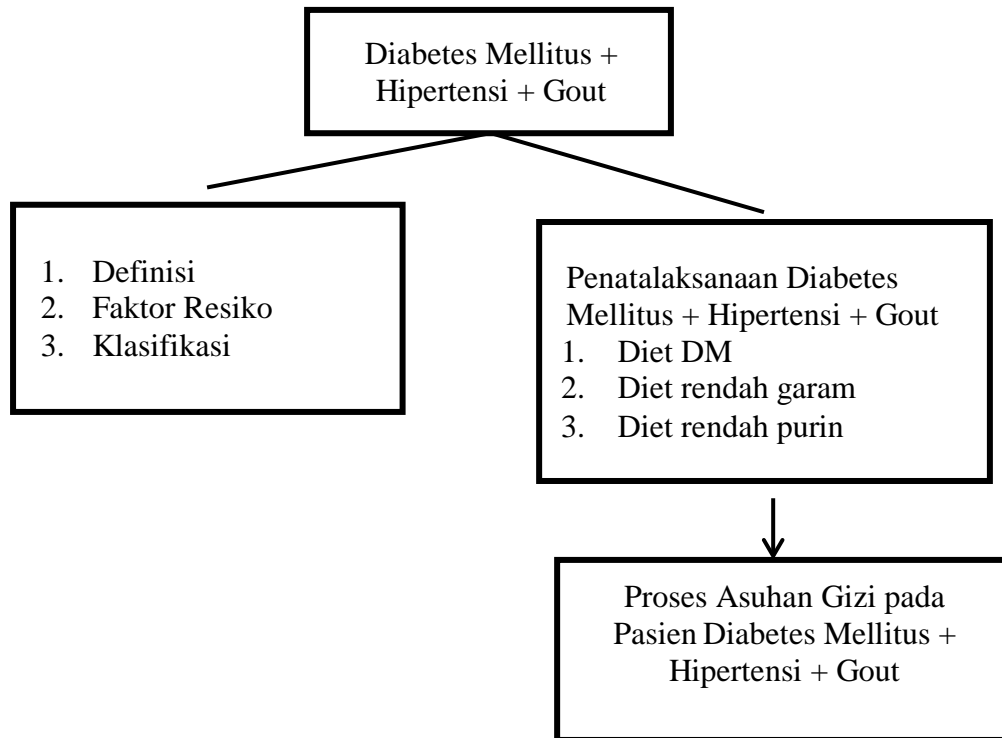 Diabetes Mellitus +
Hipertensi + Gout
1. Definisi
2. Faktor Resiko
3. Klasifikasi
Penatalaksanaan Diabetes
Mellitus + Hipertensi + Gout
1. Diet DM
2. Diet rendah garam
3. Diet rendah purin
Proses Asuhan Gizi pada
Pasien Diabetes Mellitus +
Hipertensi + Gout